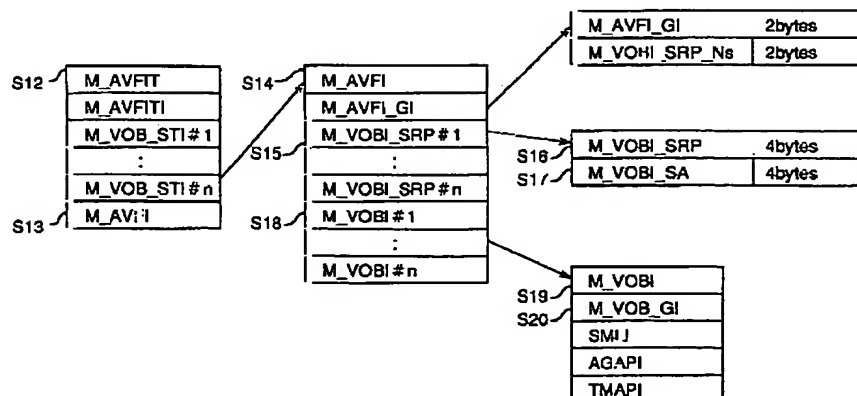 S12
M_AVFIT
M_AVFITI
M_VOB_STI#1
:
M_VOB_STI#n
S13
S14
M_AVFI
M_AVFI_GI
M_VOBI_SRP#1
S15
:
M_VOBI_SRP#n
S18
M_VOBI#1
:
M_VOBI#n
M_AVFI_GI 2bytes
2bytes
S16
M_VOBI_SRP 4bytes
S17
M_VOBI_SA 4bytes
M_VOBI
S19
M_VOB_GI
S20
AGAPI
TMAPI